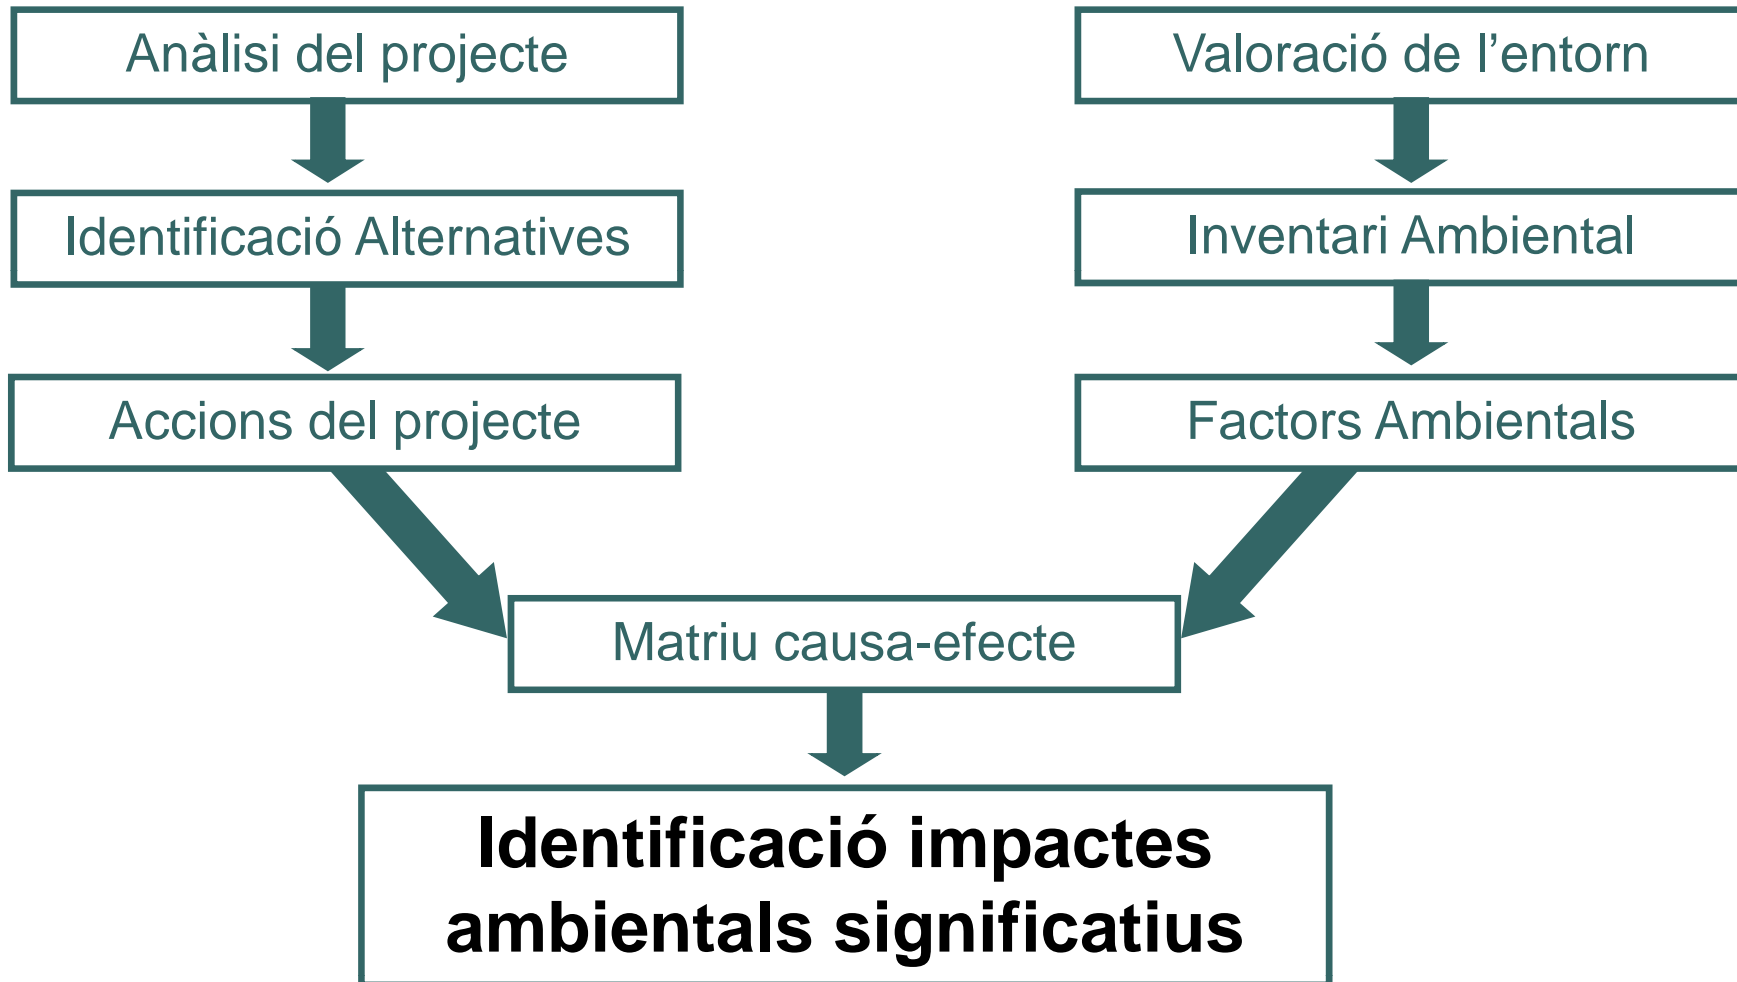 Anàlisi del projecte
Valoració de l’entorn
Identificació Alternatives
Inventari Ambiental
Accions del projecte
Factors Ambientals
Matriu causa-efecte
Identificació impactes
ambientals significatius